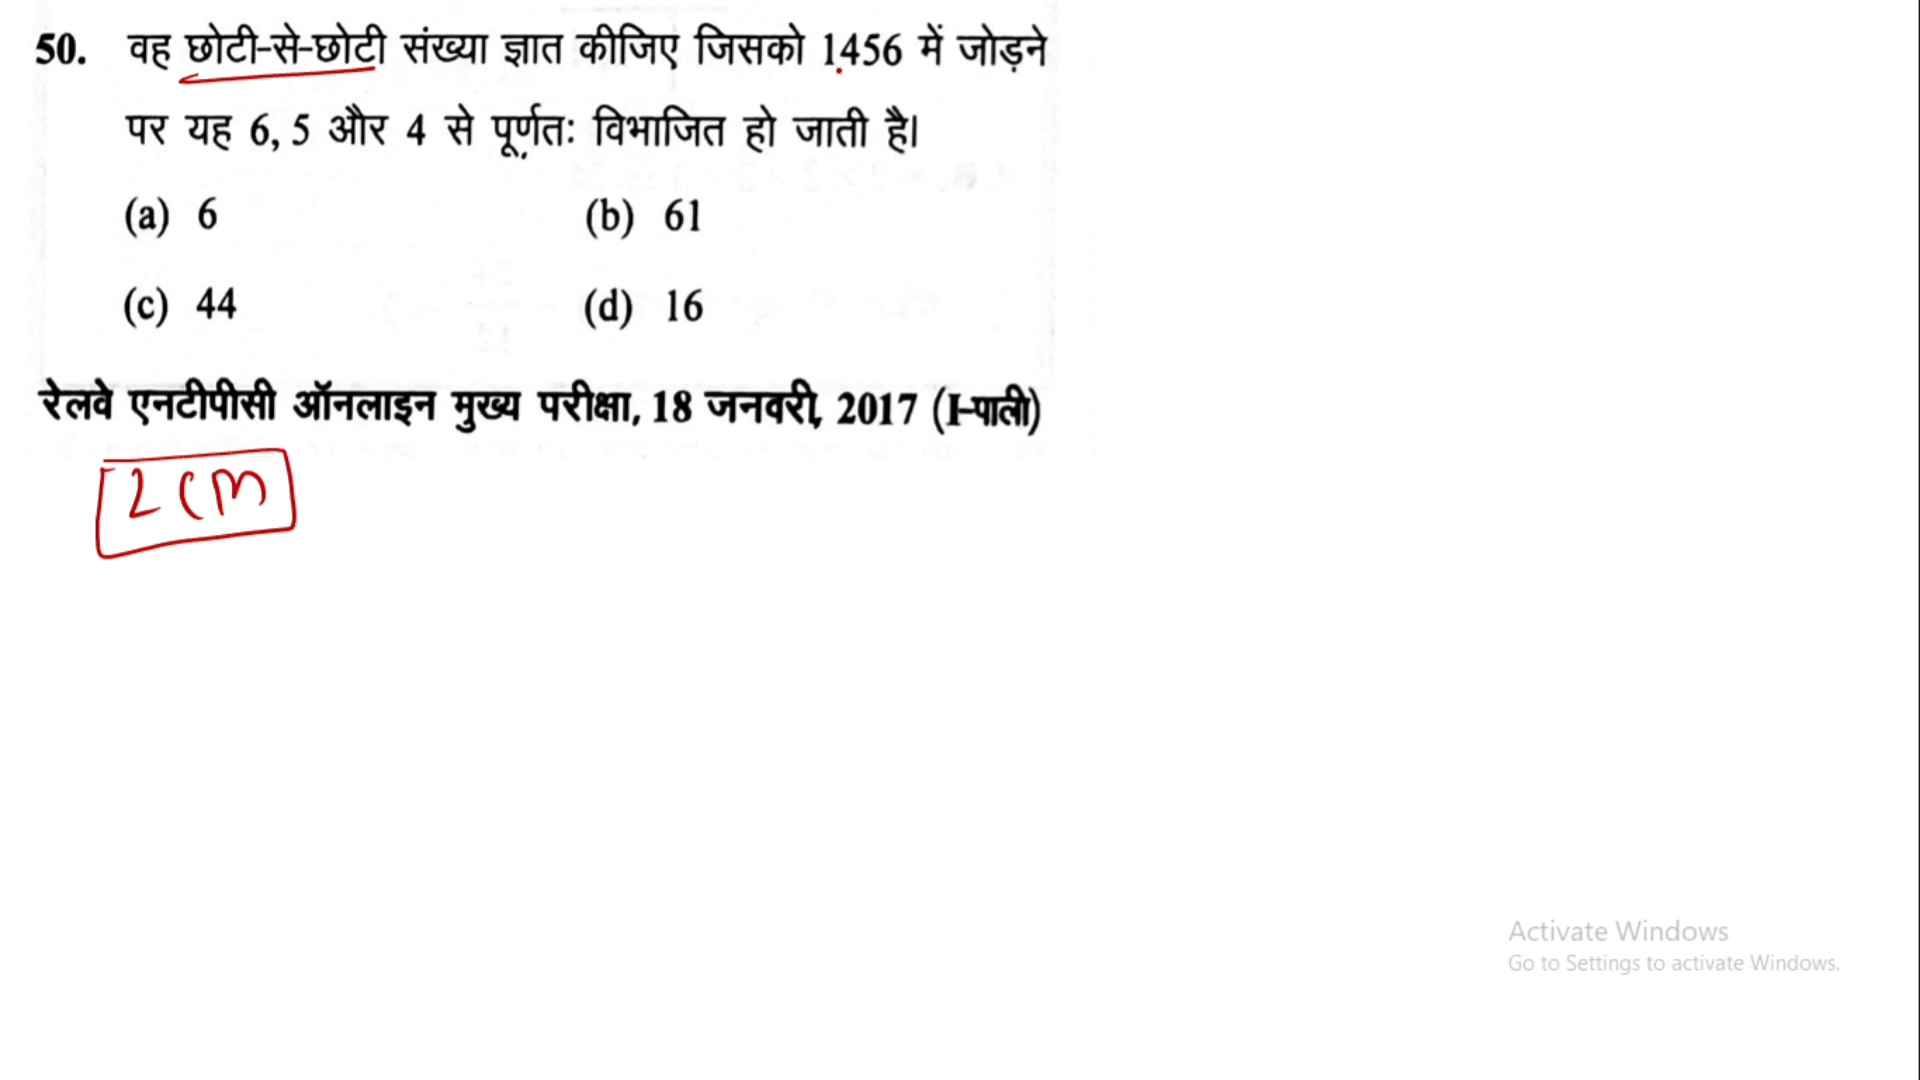 50. वह छोटी-से-छोटी संख्या ज्ञात कीजिए जिसको 1456 में जोड़ने
पर यह 6, 5 और 4 से पूर्णतः विभाजित हो जाती है।
(a) 6 (b) 61
(c) 44 (d) 16
रेलवे एनटीपीसी ऑनलाइन मुख्य परीक्षा, 18 जनवरी, 2017 (I-पाली)
LCM
Activate Windows
Go to Settings to activate Windows.